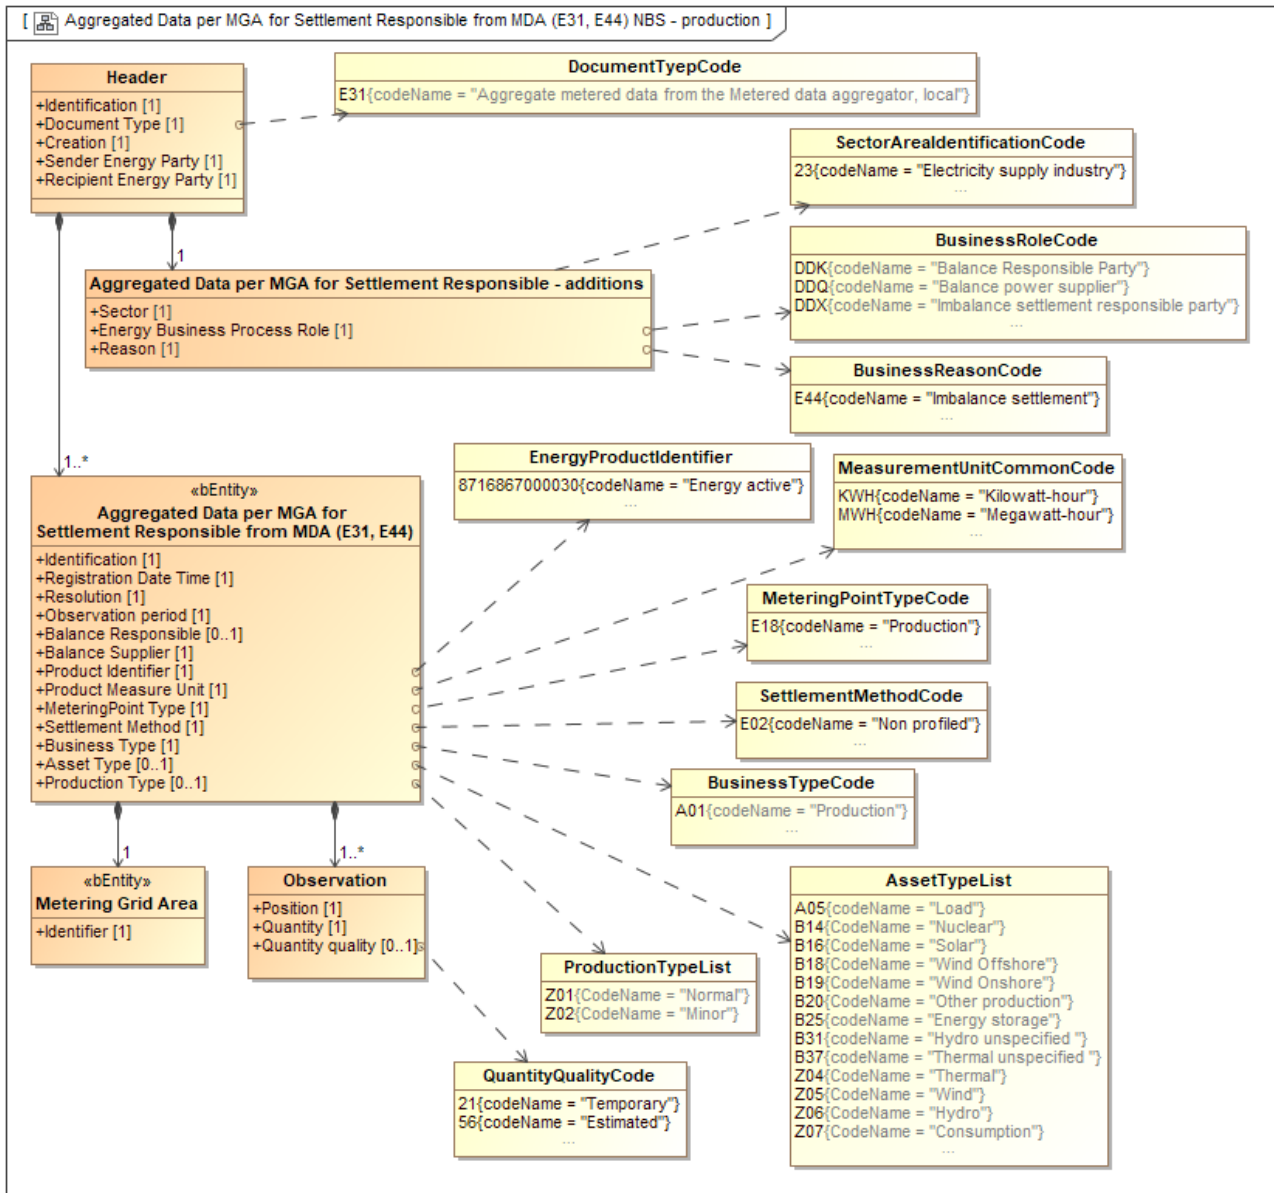 [ Aggregated Data per MGA for Settlement Responsible from MDA (E31, E44) NBS - production ]
Header
+Identification [1]
+Document Type [1]
+Creation [1]
+Sender Energy Party [1]
+Recipient Energy Party [1]
DocumentTyepCode
E31{codeName = "Aggregate metered data from the Metered data aggregator, local"}
SectorAreaIdentificationCode
23{codeName = "Electricity supply industry"}
...
1
Aggregated Data per MGA for Settlement Responsible - additions
+Sector [1]
+Energy Business Process Role [1]
+Reason [1]
BusinessRoleCode
DDK{codeName = "Balance Responsible Party"}
DDQ{codeName = "Balance power supplier"}
DDX{codeName = "Imbalance settlement responsible party"}
...
BusinessReasonCode
E44{codeName = "Imbalance settlement"}
...
1..*
«bEntity»
Aggregated Data per MGA for
Settlement Responsible from MDA (E31, E44)
+Identification [1]
+Registration Date Time [1]
+Resolution [1]
+Observation period [1]
+Balance Responsible [0..1]
+Balance Supplier [1]
+Product Identifier [1]
+Product Measure Unit [1]
+MeteringPoint Type [1]
+Settlement Method [1]
+Business Type [1]
+Asset Type [0..1]
+Production Type [0..1]
EnergyProductIdentifier
8716867000030{codeName = "Energy active"}
...
MeasurementUnitCommonCode
KWH{codeName = "Kilowatt-hour"}
MWH{codeName = "Megawatt-hour"}
...
MeteringPointTypeCode
E18{codeName = "Production"}
...
SettlementMethodCode
E02{codeName = "Non profiled"}
...
BusinessTypeCode
A01{codeName = "Production"}
...
1
«bEntity»
Metering Grid Area
+Identifier [1]
1..*
Observation
+Position [1]
+Quantity [1]
+Quantity quality [0..1]
ProductionTypeList
Z01{CodeName = "Normal"}
Z02{CodeName = "Minor"}
QuantityQualityCode
21{codeName = "Temporary"}
56{codeName = "Estimated"}
...
AssetTypeList
A05{codeName = "Load"}
B14{codeName = "Nuclear"}
B16{codeName = "Solar"}
B18{codeName = "Wind Offshore"}
B19{codeName = "Wind Onshore"}
B20{codeName = "Other production"}
B25{codeName = "Energy storage"}
B31{codeName = "Hydro unspecified "}
B37{codeName = "Thermal unspecified "}
Z04{CodeName = "Thermal"}
Z05{CodeName = "Wind"}
Z06{CodeName = "Hydro"}
Z07{CodeName = "Consumption"}
...